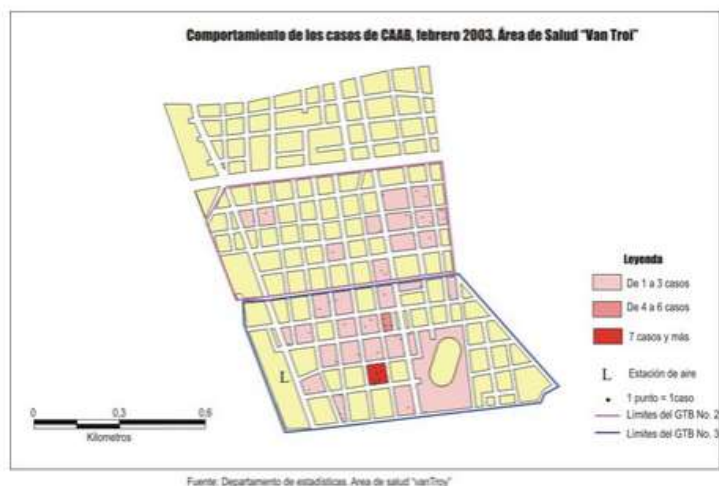 Comportamiento de los casos de CAAB, febrero 2003. Área de Salud "Van Troi"
Leyenda
De 1 a 3 casos
De 4 a 6 casos
7 casos y más
L Estación de aire
1 punto = 1caso
Límites del GTB No. 2
Límites del GTB No. 3
L
0 0,3 0,6
Kilometros
Fuente: Departamento de estadísticas. Area de salud "vanTroy"